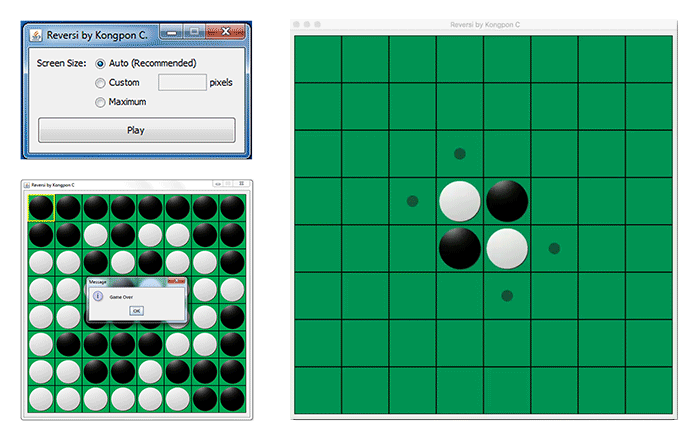 Reversi by Kongpon C.
Screen Size: Auto (Recommended)
Custom pixels
Maximum
Play
Reversi by Kongpon C
Message
Game Over
OK
Reversi by Kongpon C